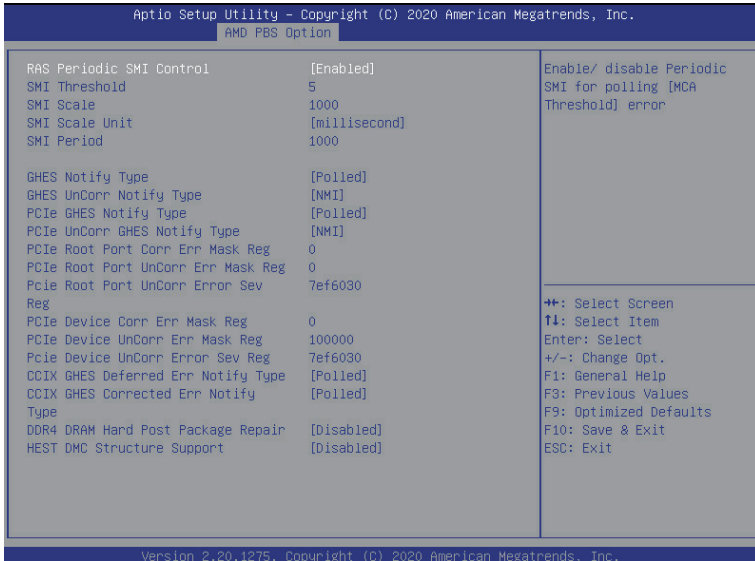 Aptio Setup Utility – Copyright (C) 2020 American Megatrends, Inc.
AMD PBS Option
RAS Periodic SMI Control [Enabled]
SMI Threshold 5
SMI Scale 1000
SMI Scale Unit [millisecond]
SMI Period 1000
GHES Notify Type [Polled]
GHES UnCorr Notify Type [NMI]
PCIe GHES Notify Type [Polled]
PCIe UnCorr GHES Notify Type [NMI]
PCIe Root Port Corr Err Mask Reg 0
PCIe Root Port UnCorr Err Mask Reg 0
Pcie Root Port UnCorr Error Sev 7ef6030
Reg
PCIe Device Corr Err Mask Reg 0
PCIe Device UnCorr Err Mask Reg 100000
Pcie Device UnCorr Error Sev Reg 7ef6030
CCIX GHES Deferred Err Notify Type [Polled]
CCIX GHES Corrected Err Notify [Polled]
Type
DDR4 DRAM Hard Post Package Repair [Disabled]
HEST DMC Structure Support [Disabled]
Enable/ disable Periodic
SMI for polling [MCA
Threshold] error
→←: Select Screen
↑↓: Select Item
Enter: Select
+/-: Change Opt.
F1: General Help
F3: Previous Values
F9: Optimized Defaults
F10: Save & Exit
ESC: Exit
Version 2.20.1275. Copyright (C) 2020 American Megatrends, Inc.